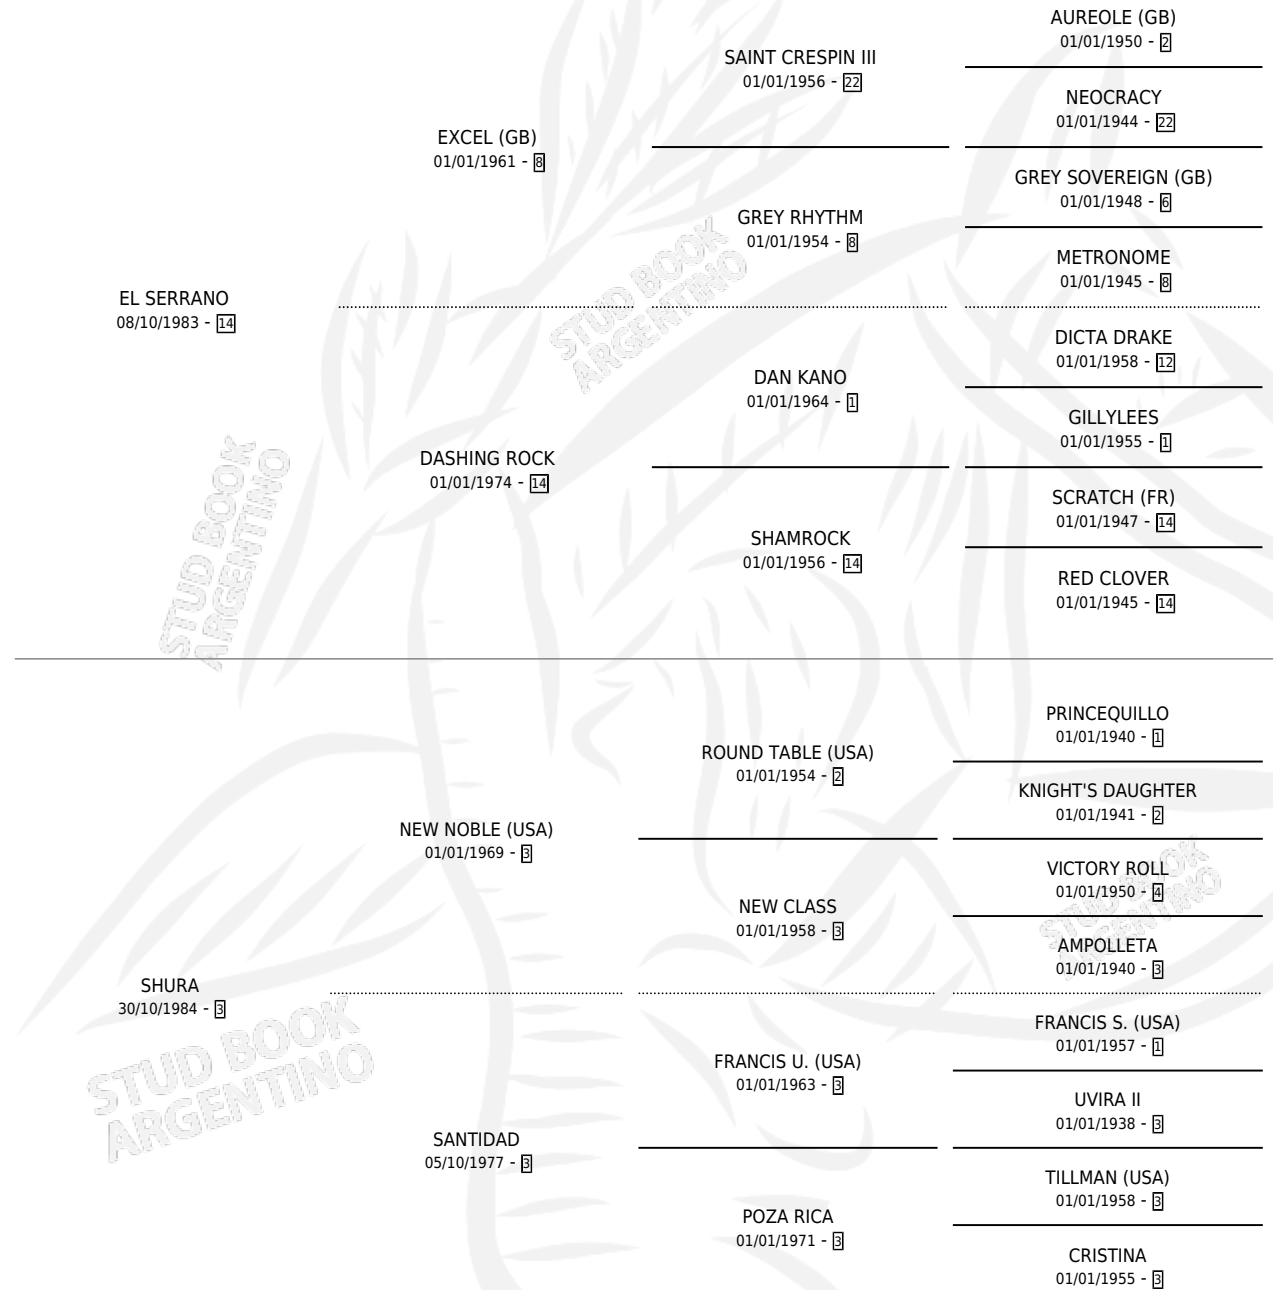 AUREOLE (GB)
01/01/1950 - 2
SAINT CRESPIN III
01/01/1956 - 22
NEOCRACY
01/01/1944 - 22
EXCEL (GB)
01/01/1961 - 8
GREY SOVEREIGN (GB)
01/01/1948 - 6
GREY RHYTHM
01/01/1954 - 8
METRONOME
01/01/1945 - 8
EL SERRANO
08/10/1983 - 14
STUD BOOK
ARGENTINO
DICTA DRAKE
01/01/1958 - 12
DAN KANO
01/01/1964 - 1
GILLYLEES
01/01/1955 - 1
DASHING ROCK
01/01/1974 - 14
SCRATCH (FR)
01/01/1947 - 14
SHAMROCK
01/01/1956 - 14
RED CLOVER
01/01/1945 - 14
STUD BOOK
ARGENTINO
PRINCEQUILLO
01/01/1940 - 1
ROUND TABLE (USA)
01/01/1954 - 2
KNIGHT'S DAUGHTER
01/01/1941 - 2
NEW NOBLE (USA)
01/01/1969 - 3
VICTORY ROLL
01/01/1950 - 4
NEW CLASS
01/01/1958 - 3
AMPOLLETA
01/01/1940 - 3
STUD BOOK
ARGENTINO
SHURA
30/10/1984 - 3
STUD BOOK
ARGENTINO
FRANCIS S. (USA)
01/01/1957 - 1
FRANCIS U. (USA)
01/01/1963 - 3
UVIRA II
01/01/1938 - 3
SANTIDAD
05/10/1977 - 3
TILLMAN (USA)
01/01/1958 - 3
POZA RICA
01/01/1971 - 3
CRISTINA
01/01/1955 - 3